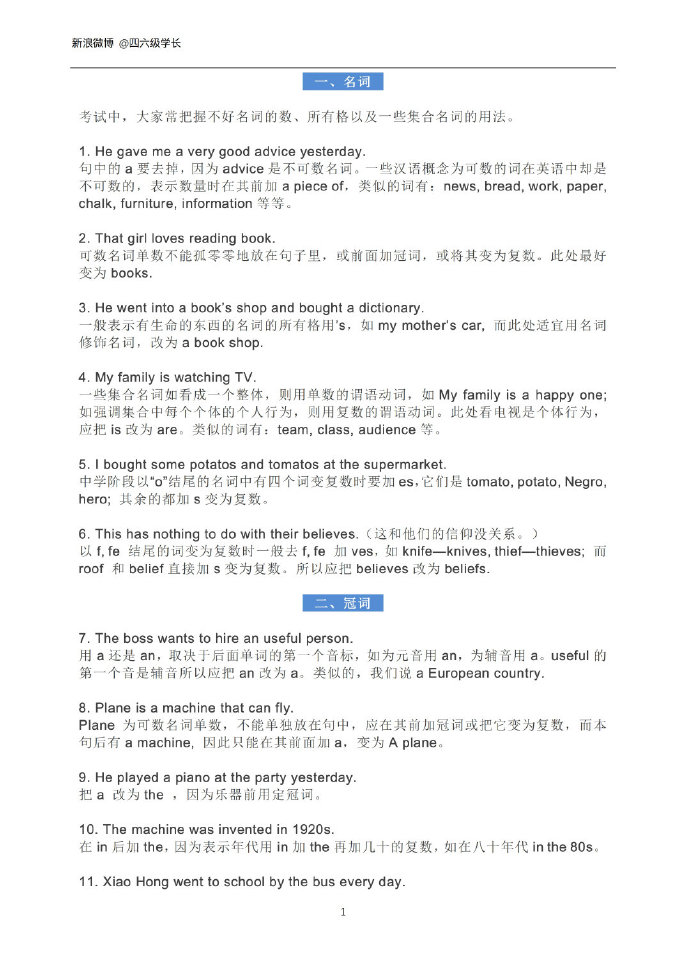 新浪微博 @四六级学长
一、名词
考试中，大家常把握不好名词的数、所有格以及一些集合名词的用法。
1. He gave me a very good advice yesterday.
句中的 a 要去掉，因为 advice 是不可数名词。一些汉语概念为可数的词在英语中却是
不可数的，表示数量时在其前加 a piece of，类似的词有：news, bread, work, paper,
chalk, furniture, information 等等。
2. That girl loves reading book.
可数名词单数不能孤零零地放在句子里，或前面加冠词，或将其变为复数。此处最好
变为 books.
3. He went into a book's shop and bought a dictionary.
一般表示有生命的东西的名词的所有格用's，如 my mother's car, 而此处适宜用名词
修饰名词，改为 a book shop.
4. My family is watching TV.
一些集合名词如看成一个整体，则用单数的谓语动词，如 My family is a happy one;
如强调集合中每个个体的个人行为，则用复数的谓语动词。此处看电视是个体行为，
应把 is 改为 are。类似的词有：team, class, audience 等。
5. I bought some potatos and tomatos at the supermarket.
中学阶段以“o”结尾的名词中有四个词变复数时要加 es，它们是 tomato, potato, Negro,
hero; 其余的都加 s 变为复数。
6. This has nothing to do with their believes.（这和他们的信仰没关系。）
以 f, fe 结尾的词变为复数时一般去 f, fe 加 ves，如 knife—knives, thief—thieves; 而
roof 和 belief 直接加 s 变为复数。所以应把 believes 改为 beliefs.
二、冠词
7. The boss wants to hire an useful person.
用 a 还是 an，取决于后面单词的第一个音标，如为元音用 an，为辅音用 a。useful 的
第一个音是辅音所以应把 an 改为 a。类似的，我们说 a European country.
8. Plane is a machine that can fly.
Plane 为可数名词单数，不能单独放在句中，应在其前加冠词或把它变为复数，而本
句后有 a machine, 因此只能在其前面加 a，变为 A plane。
9. He played a piano at the party yesterday.
把 a 改为 the ，因为乐器前用定冠词。
10. The machine was invented in 1920s.
在 in 后加 the，因为表示年代用 in 加 the 再加几十的复数，如在八十年代 in the 80s。
11. Xiao Hong went to school by the bus every day.
1